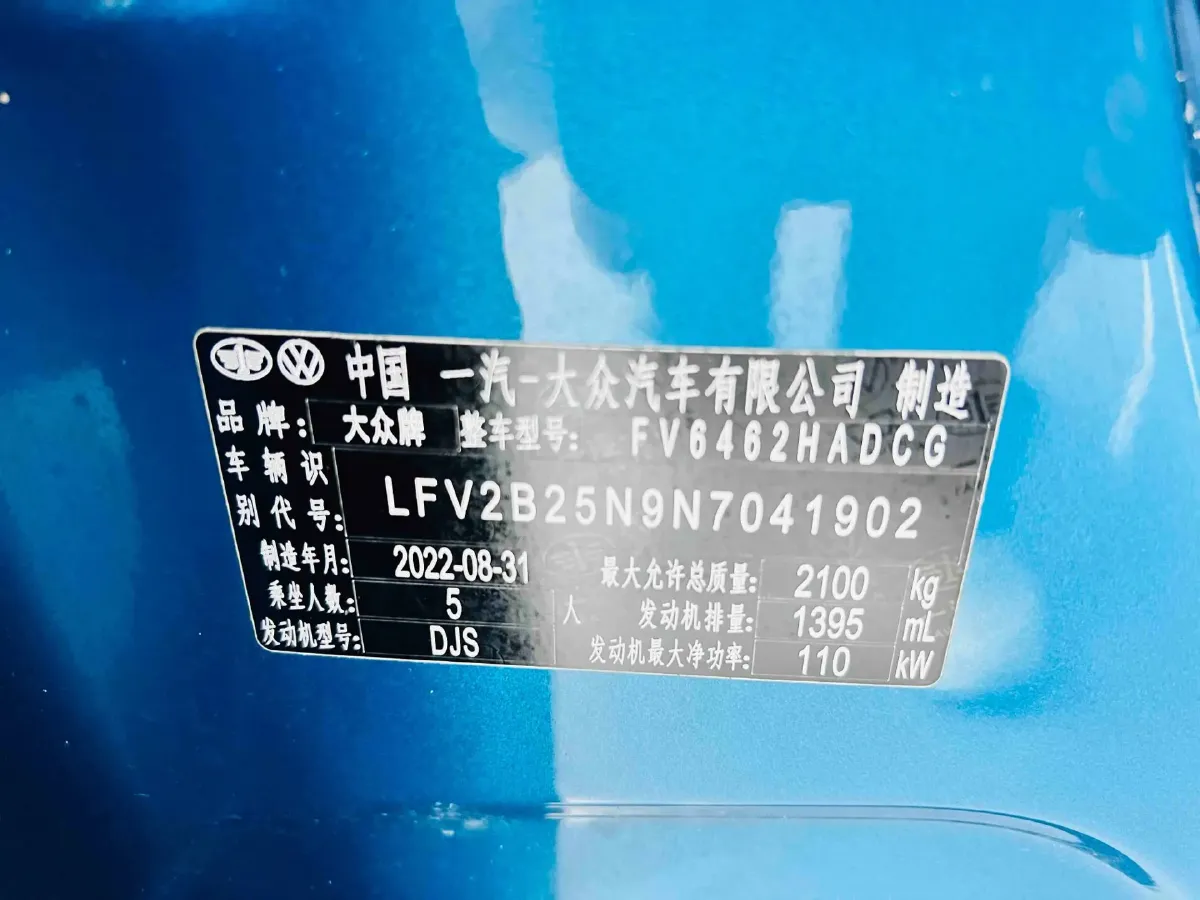 中国 一汽-大众汽车有限公司 制造
品牌: 大众牌 整车型号: FV6462HADCG
车辆识别代号: LFV2B25N9N7041902
制造年月: 2022-08-31 最大允许总质量: 2100 kg
乘坐人数: 5 人 发动机排量: 1395 mL
发动机型号: DJS 发动机最大净功率: 110 kW